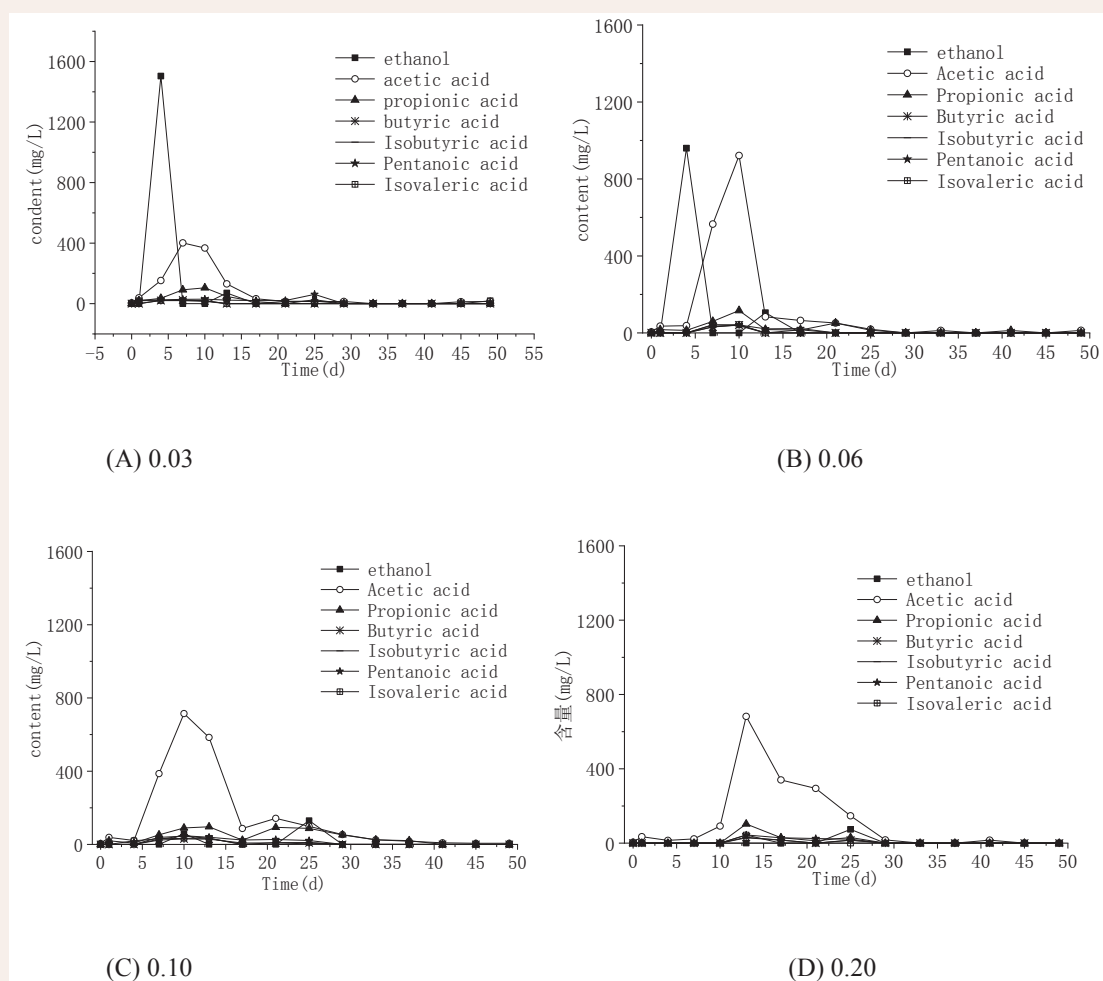 1600
1200
800
400
0
condent(mg/L)
-5
0
5
10
15
20
25
30
35
40
45
50
55
Time(d)
ethanol
acetic acid
propionic acid
butyric acid
Isobutyric acid
Pentanoic acid
Isovaleric acid
(A) 0.03
1600
1200
800
400
0
content(mg/L)
0
5
10
15
20
25
30
35
40
45
50
Time(d)
ethanol
Acetic acid
Propionic acid
Butyric acid
Isobutyric acid
Pentanoic acid
Isovaleric acid
(B) 0.06
1600
1200
800
400
0
content(mg/L)
0
5
10
15
20
25
30
35
40
45
50
Time(d)
ethanol
Acetic acid
Propionic acid
Butyric acid
Isobutyric acid
Pentanoic acid
Isovaleric acid
(C) 0.10
1600
1200
800
400
0
含量(mg/L)
0
5
10
15
20
25
30
35
40
45
50
Time(d)
ethanol
Acetic acid
Propionic acid
Butyric acid
Isobutyric acid
Pentanoic acid
Isovaleric acid
(D) 0.20